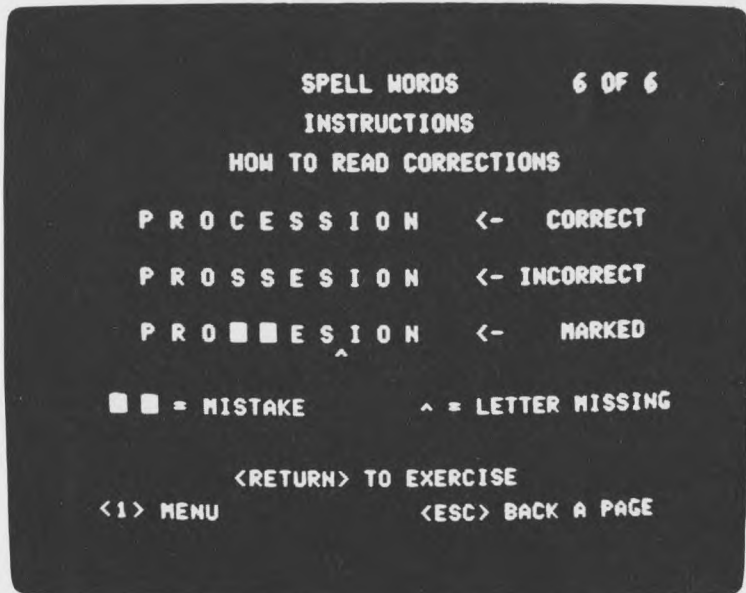 SPELL WORDS 6 OF 6
INSTRUCTIONS
HOW TO READ CORRECTIONS
P R O C E S S I O N <- CORRECT
P R O S S E S I O N <- INCORRECT
P R O ■ ■ E S I O N <- MARKED
^
■ ■ = MISTAKE ^ = LETTER MISSING
<RETURN> TO EXERCISE
<1> MENU <ESC> BACK A PAGE